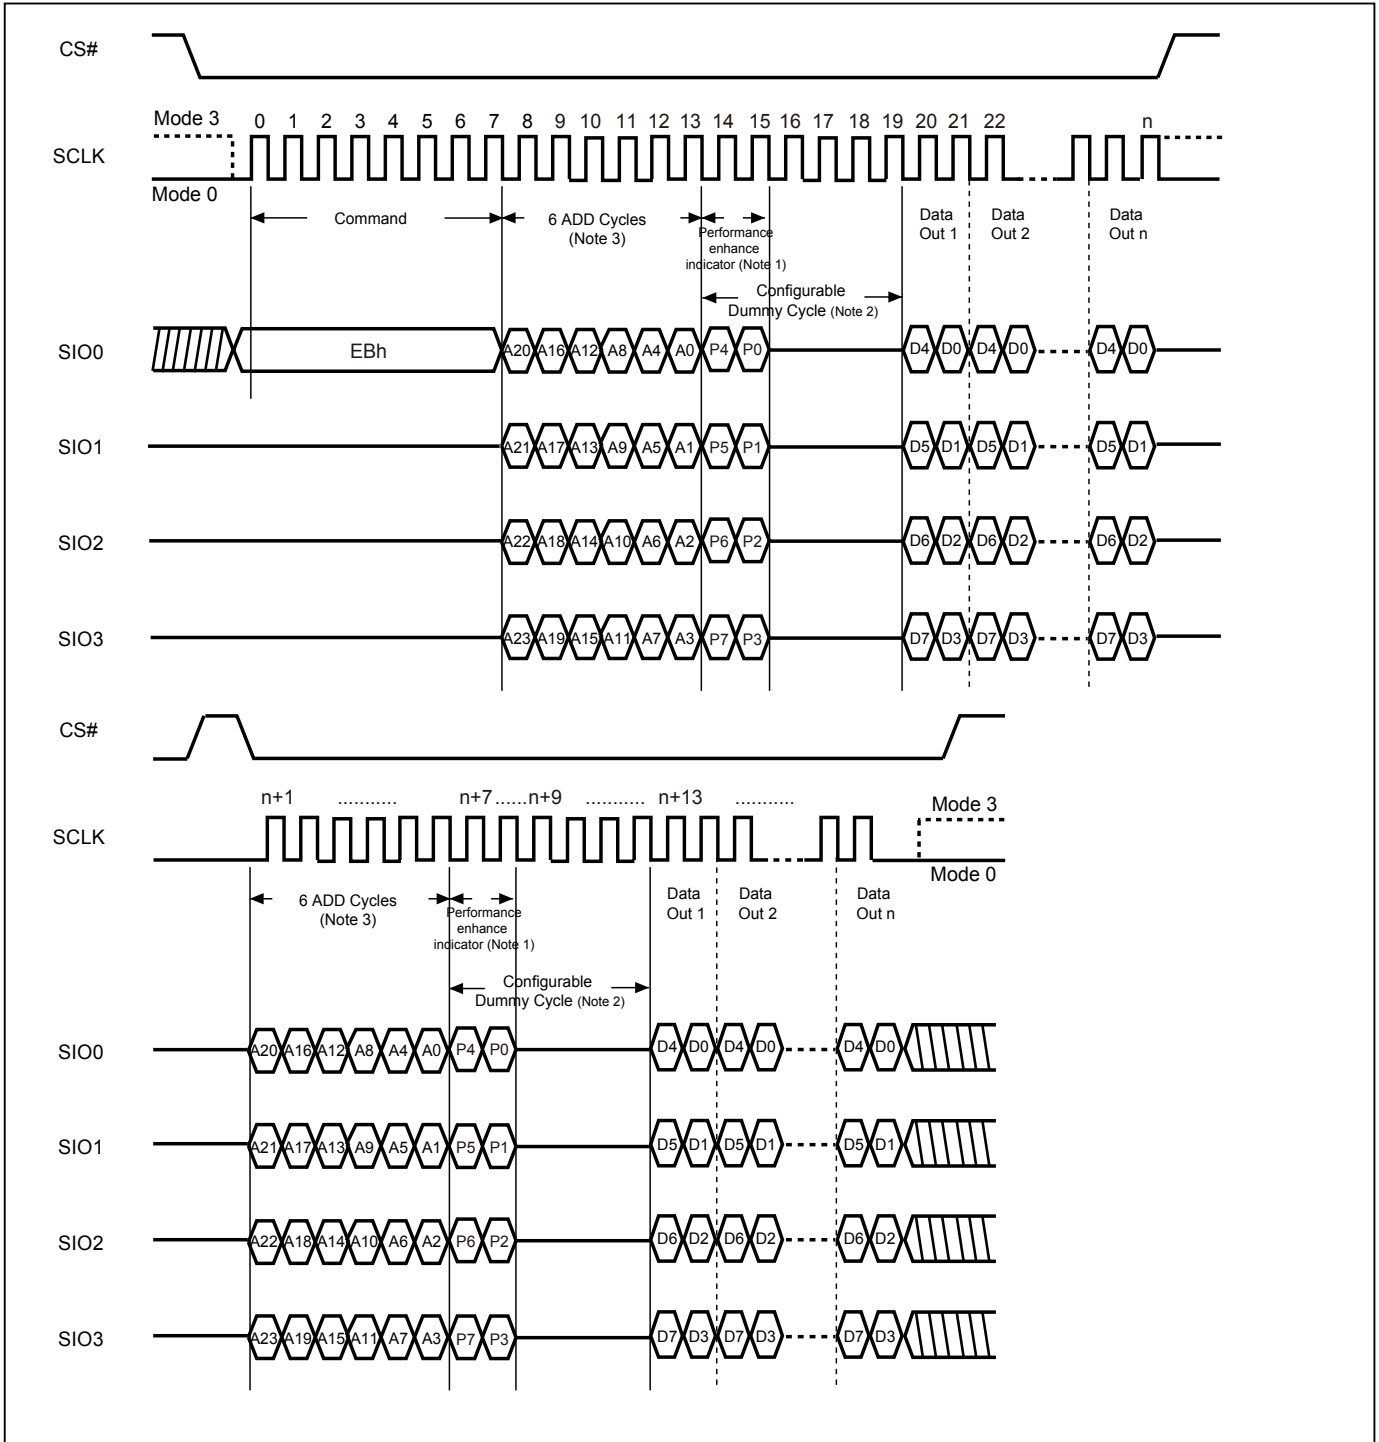 CS#
Mode 3
0 1 2 3 4 5 6 7 8 9 10 11 12 13 14 15 16 17 18 19 20 21 22 n
SCLK
Mode 0
Command
6 ADD Cycles
(Note 3)
Performance
enhance
indicator (Note 1)
Data
Out 1
Data
Out 2
Data
Out n
Configurable
Dummy Cycle (Note 2)
SIO0 EBh A20 A16 A12 A8 A4 A0 P4 P0 D4 D0 D4 D0 D4 D0
SIO1 A21 A17 A13 A9 A5 A1 P5 P1 D5 D1 D5 D1 D5 D1
SIO2 A22 A18 A14 A10 A6 A2 P6 P2 D6 D2 D6 D2 D6 D2
SIO3 A23 A19 A15 A11 A7 A3 P7 P3 D7 D3 D7 D3 D7 D3
CS#
n+1 ........... n+7 ......n+9 ........... n+13 ...........
Mode 3
SCLK
Mode 0
6 ADD Cycles
(Note 3)
Performance
enhance
indicator (Note 1)
Data
Out 1
Data
Out 2
Data
Out n
Configurable
Dummy Cycle (Note 2)
SIO0 A20 A16 A12 A8 A4 A0 P4 P0 D4 D0 D4 D0 D4 D0
SIO1 A21 A17 A13 A9 A5 A1 P5 P1 D5 D1 D5 D1 D5 D1
SIO2 A22 A18 A14 A10 A6 A2 P6 P2 D6 D2 D6 D2 D6 D2
SIO3 A23 A19 A15 A11 A7 A3 P7 P3 D7 D3 D7 D3 D7 D3